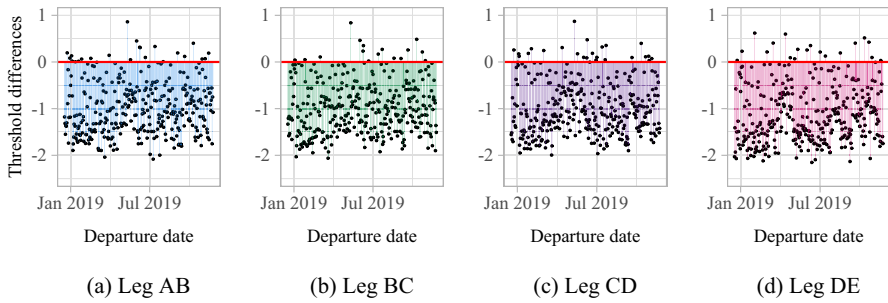 Threshold differences
1
0
-1
-2
Jan 2019 Jul 2019
Departure date
(a) Leg AB
1
0
-1
-2
Jan 2019 Jul 2019
Departure date
(b) Leg BC
1
0
-1
-2
Jan 2019 Jul 2019
Departure date
(c) Leg CD
1
0
-1
-2
Jan 2019 Jul 2019
Departure date
(d) Leg DE